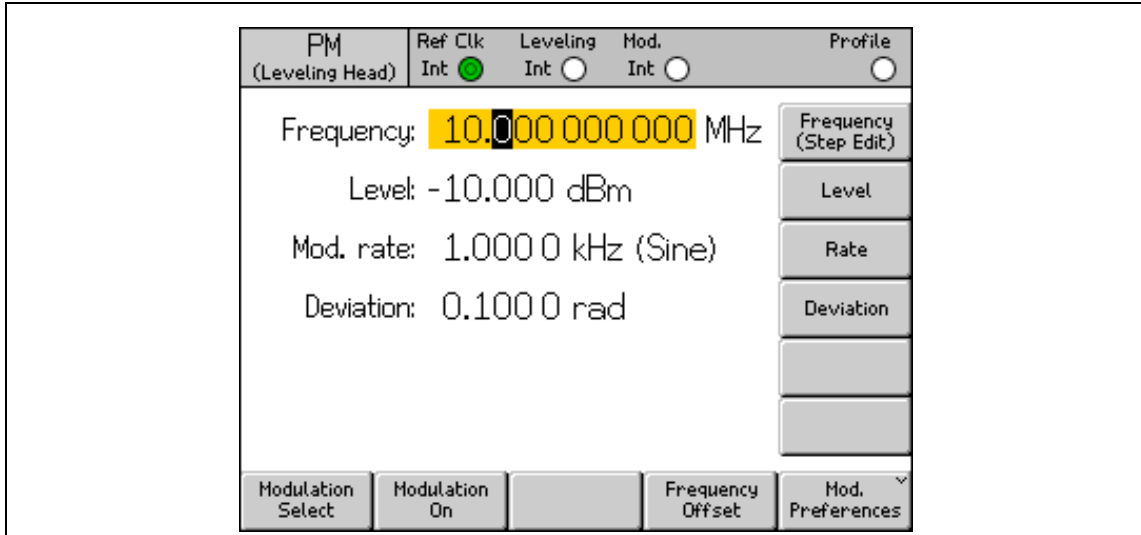 PM
(Leveling Head)
Ref Clk
Int
Leveling
Int
Mod.
Int
Profile
Frequency: 10.000 000 000 MHz
Level: -10.000 dBm
Mod. rate: 1.000 0 kHz (Sine)
Deviation: 0.100 0 rad
Frequency
(Step Edit)
Level
Rate
Deviation
Modulation
Select
Modulation
On
Frequency
Offset
Mod.
Preferences